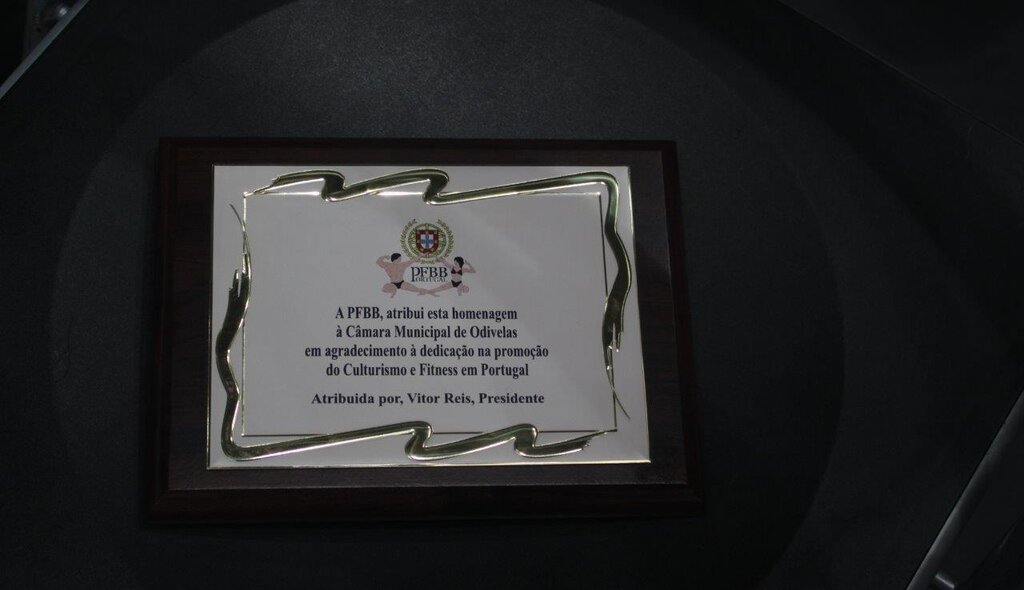 PFBB
PORTUGAL
A PFBB, atribui esta homenagem
à Câmara Municipal de Odivelas
em agradecimento à dedicação na promoção
do Culturismo e Fitness em Portugal
Atribuida por, Vitor Reis, Presidente